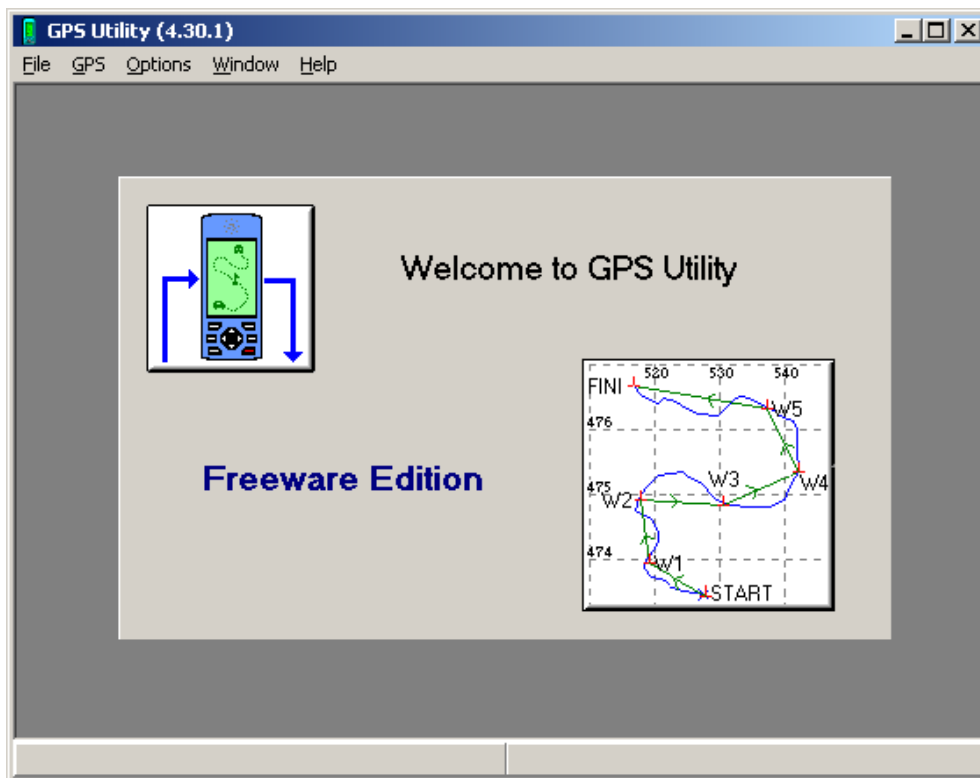 GPS Utility (4.30.1)
File GPS Options Window Help
Welcome to GPS Utility
Freeware Edition
520 530 540
FINI
W5
476
W3
W4
475
W2
474
W1
START